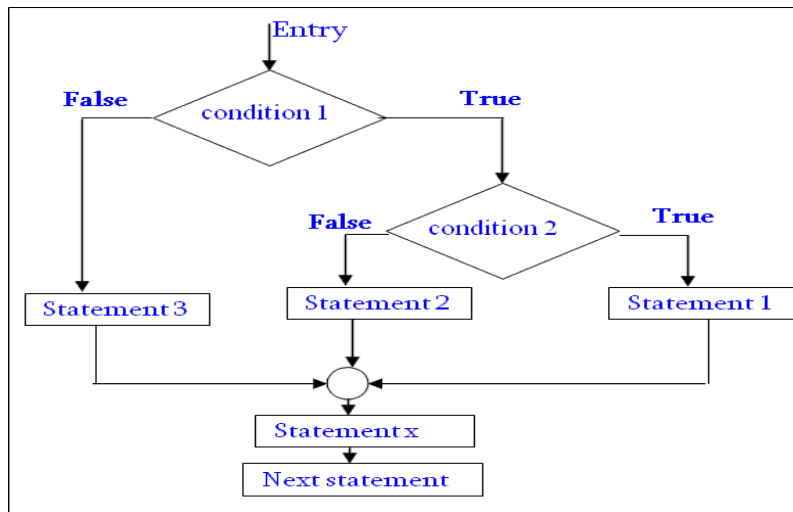 Entry
False
True
condition 1
False
True
condition 2
Statement 3
Statement 2
Statement 1
Statement x
Next statement